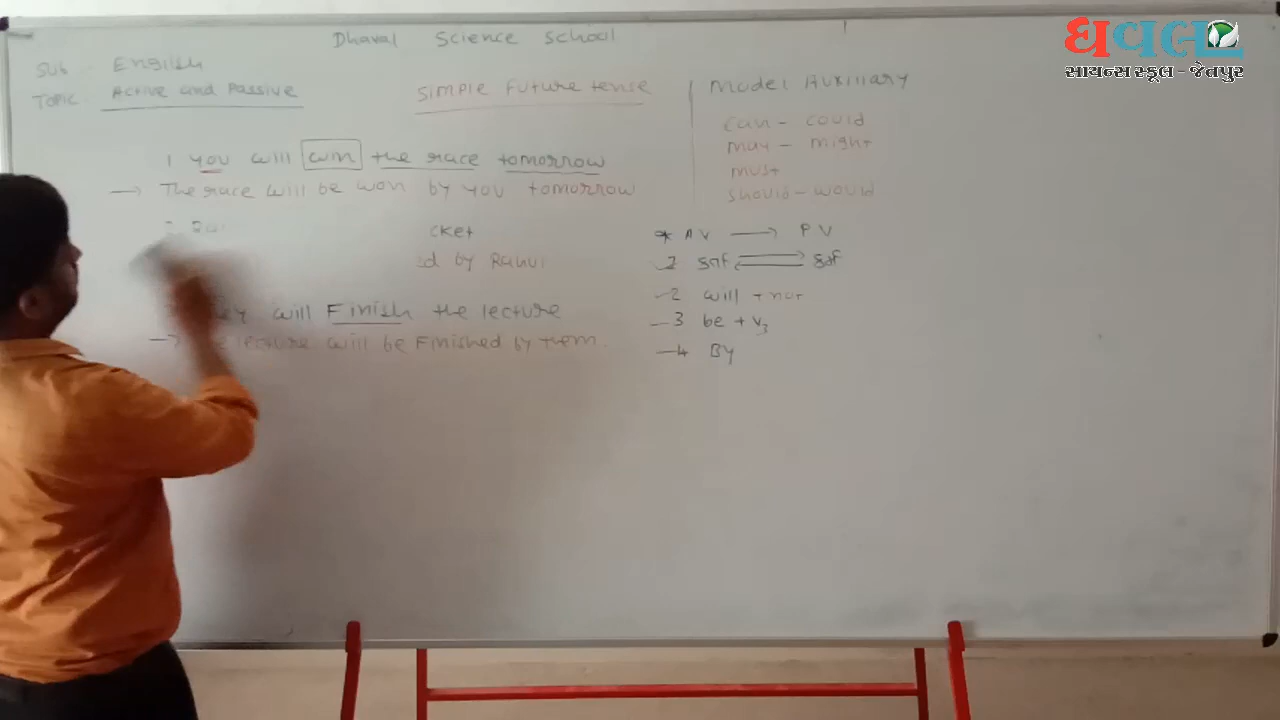 Dhaval Science School
ધવલ
સાયન્સ સ્કૂલ - જેતપુર
Sub - English
Topic - Active and Passive
Simple Future tense
Model Auxiliary
can - could
may - might
must
should - would
1 you will win the race tomorrow
→ The race will be won by you tomorrow
cket
d by Rahul
will Finish the lecture
→ lecture will be Finished by them.
* AV → PV
2 will + not
3 be + V3
4 By